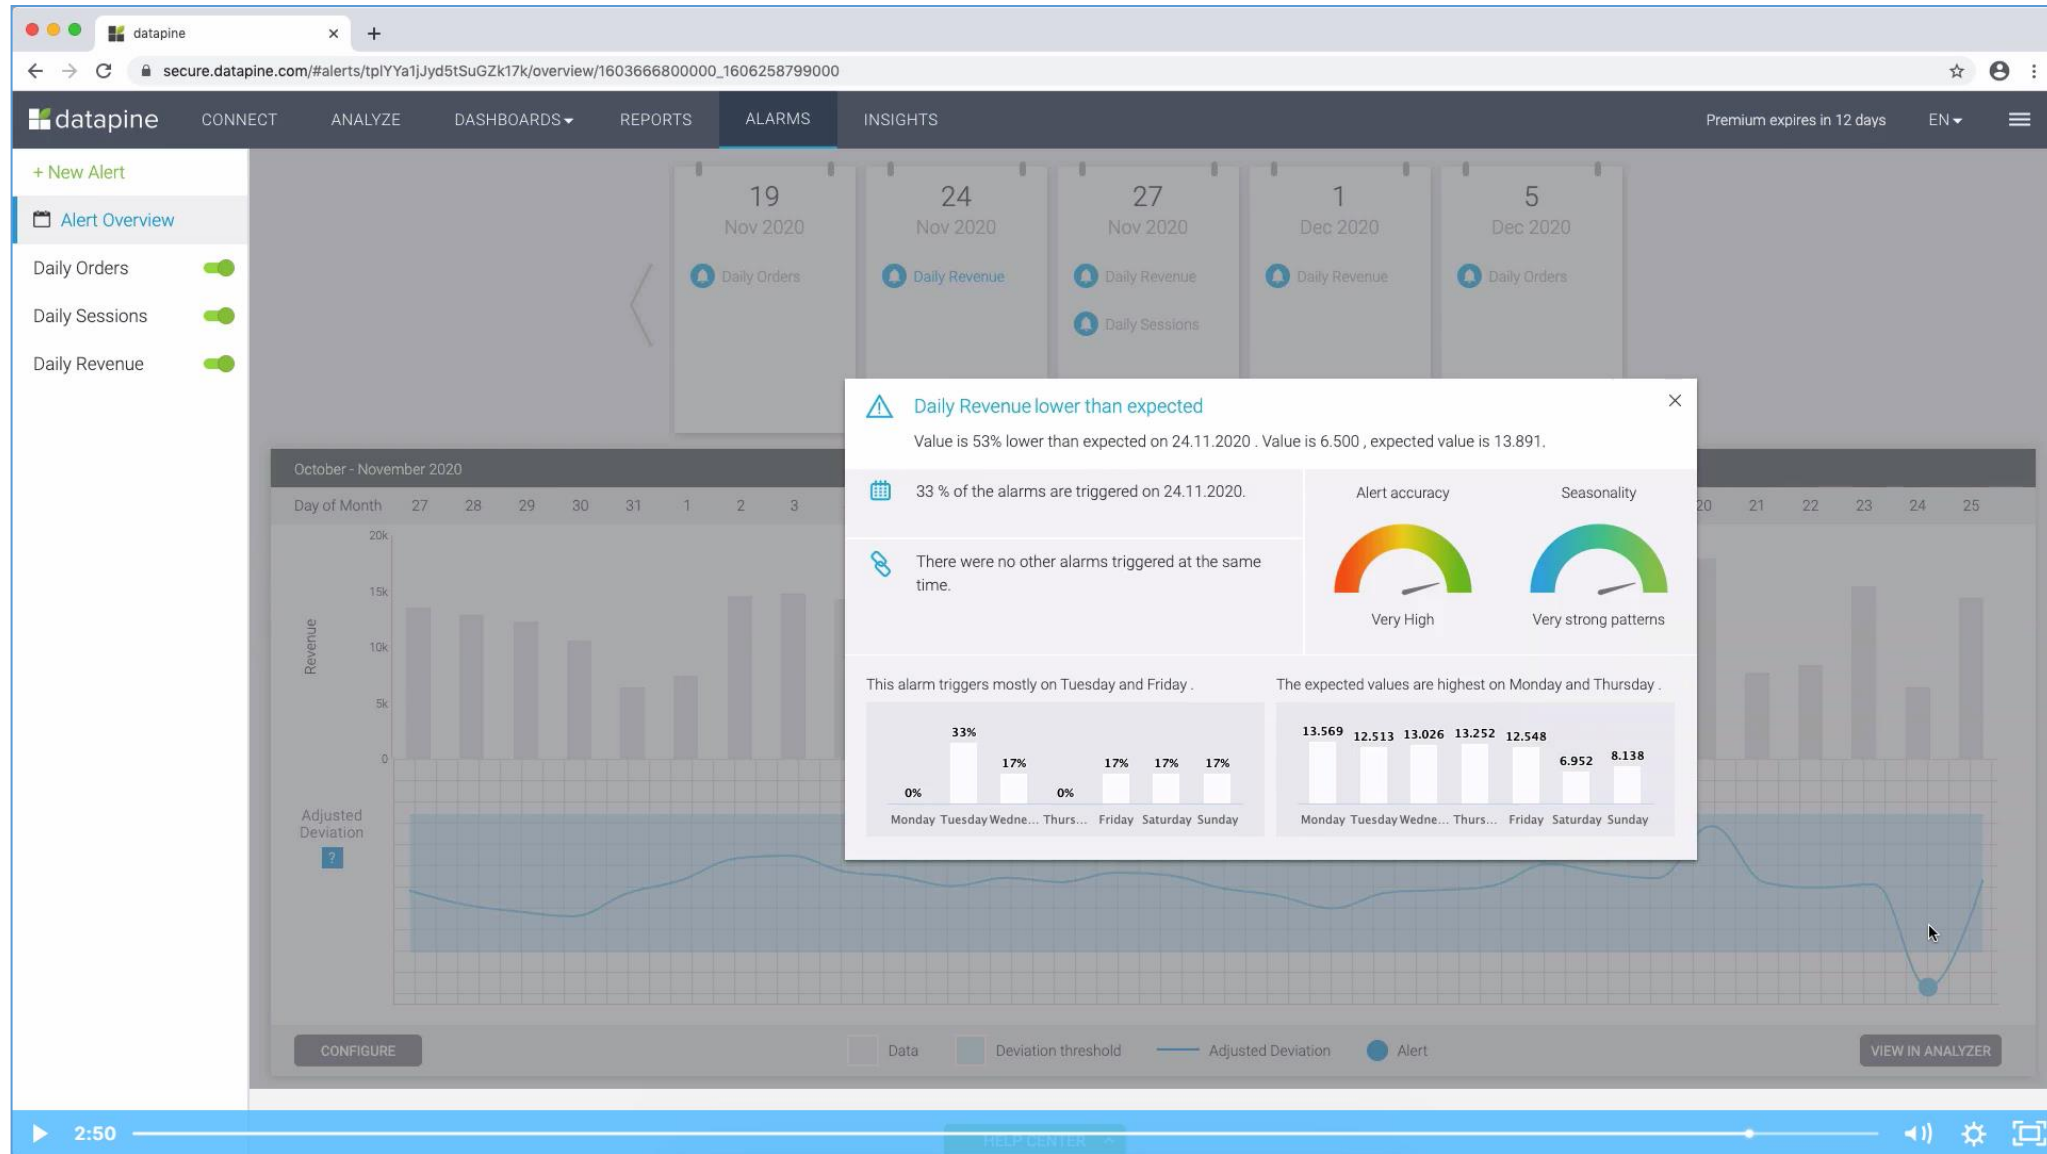 datapine
secure.datapine.com/#alerts/tplYYa1jJyd5tSuGZk17k/overview/1603666800000_1606258799000
datapine CONNECT ANALYZE DASHBOARDS REPORTS ALARMS INSIGHTS Premium expires in 12 days EN
+ New Alert
Alert Overview
Daily Orders
Daily Sessions
Daily Revenue
19 24 27 1 5
Nov 2020 Nov 2020 Nov 2020 Dec 2020 Dec 2020
Daily Orders Daily Revenue Daily Revenue Daily Revenue Daily Orders
Daily Sessions
Daily Revenue lower than expected
Value is 53% lower than expected on 24.11.2020 . Value is 6.500 , expected value is 13.891.
33 % of the alarms are triggered on 24.11.2020.
There were no other alarms triggered at the same
time.
Alert accuracy Seasonality
Very High Very strong patterns
This alarm triggers mostly on Tuesday and Friday .
0% 33% 17% 0% 17% 17% 17%
Monday Tuesday Wedne... Thurs... Friday Saturday Sunday
The expected values are highest on Monday and Thursday .
13.569 12.513 13.026 13.252 12.548 6.952 8.138
Monday Tuesday Wedne... Thurs... Friday Saturday Sunday
October - November 2020
Day of Month 27 28 29 30 31 1 2 3 20 21 22 23 24 25
20k
15k
10k
5k
0
Revenue
Adjusted
Deviation
?
CONFIGURE Data Deviation threshold Adjusted Deviation Alert VIEW IN ANALYZER
2:50
HELP CENTER